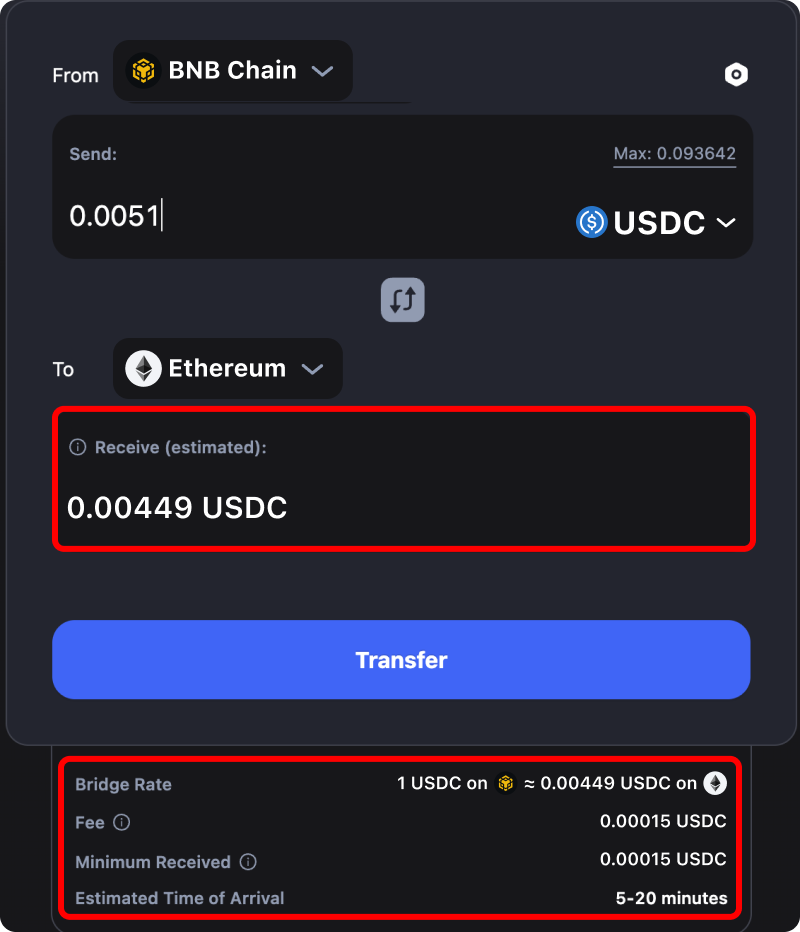 From BNB Chain
Send: Max: 0.093642
0.0051 USDC
To Ethereum
Receive (estimated):
0.00449 USDC
Transfer
Bridge Rate 1 USDC on ≈ 0.00449 USDC on
Fee 0.00015 USDC
Minimum Received 0.00015 USDC
Estimated Time of Arrival 5-20 minutes